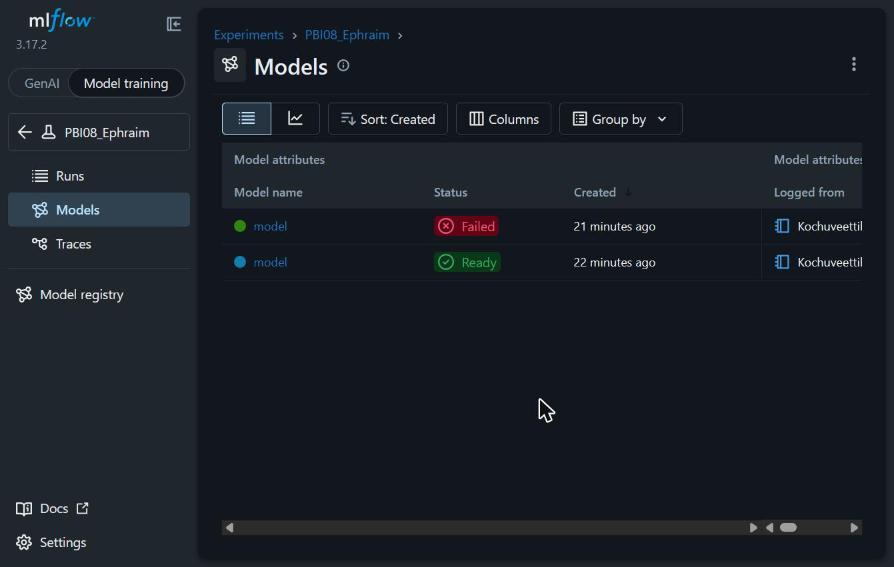 mlflow
3.17.2
GenAI Model training
PBI08_Ephraim
Runs
Models
Traces
Model registry
Docs
Settings
Experiments > PBI08_Ephraim >
Models
Sort: Created Columns Group by
Model attributes Model attributes
Model name Status Created Logged from
model Failed 21 minutes ago Kochuveettil
model Ready 22 minutes ago Kochuveettil